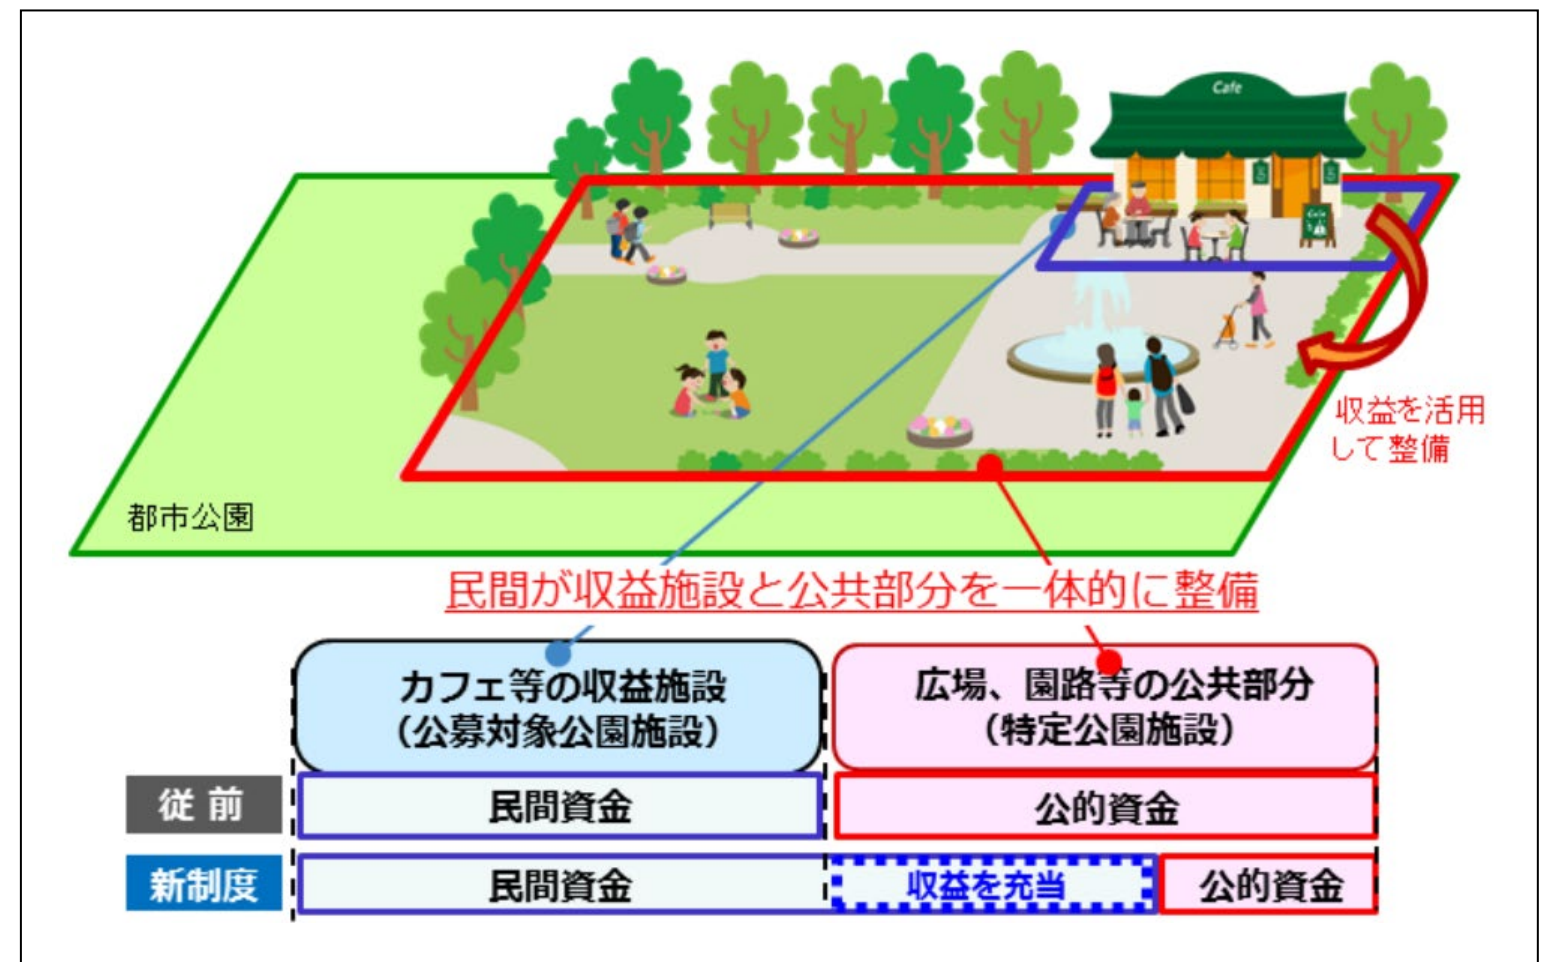 Cafe
Cafe
収益を活用
して整備
都市公園
民間が収益施設と公共部分を一体的に整備
カフェ等の収益施設
（公募対象公園施設）
広場、園路等の公共部分
（特定公園施設）
従前
民間資金
公的資金
新制度
民間資金
収益を充当
公的資金